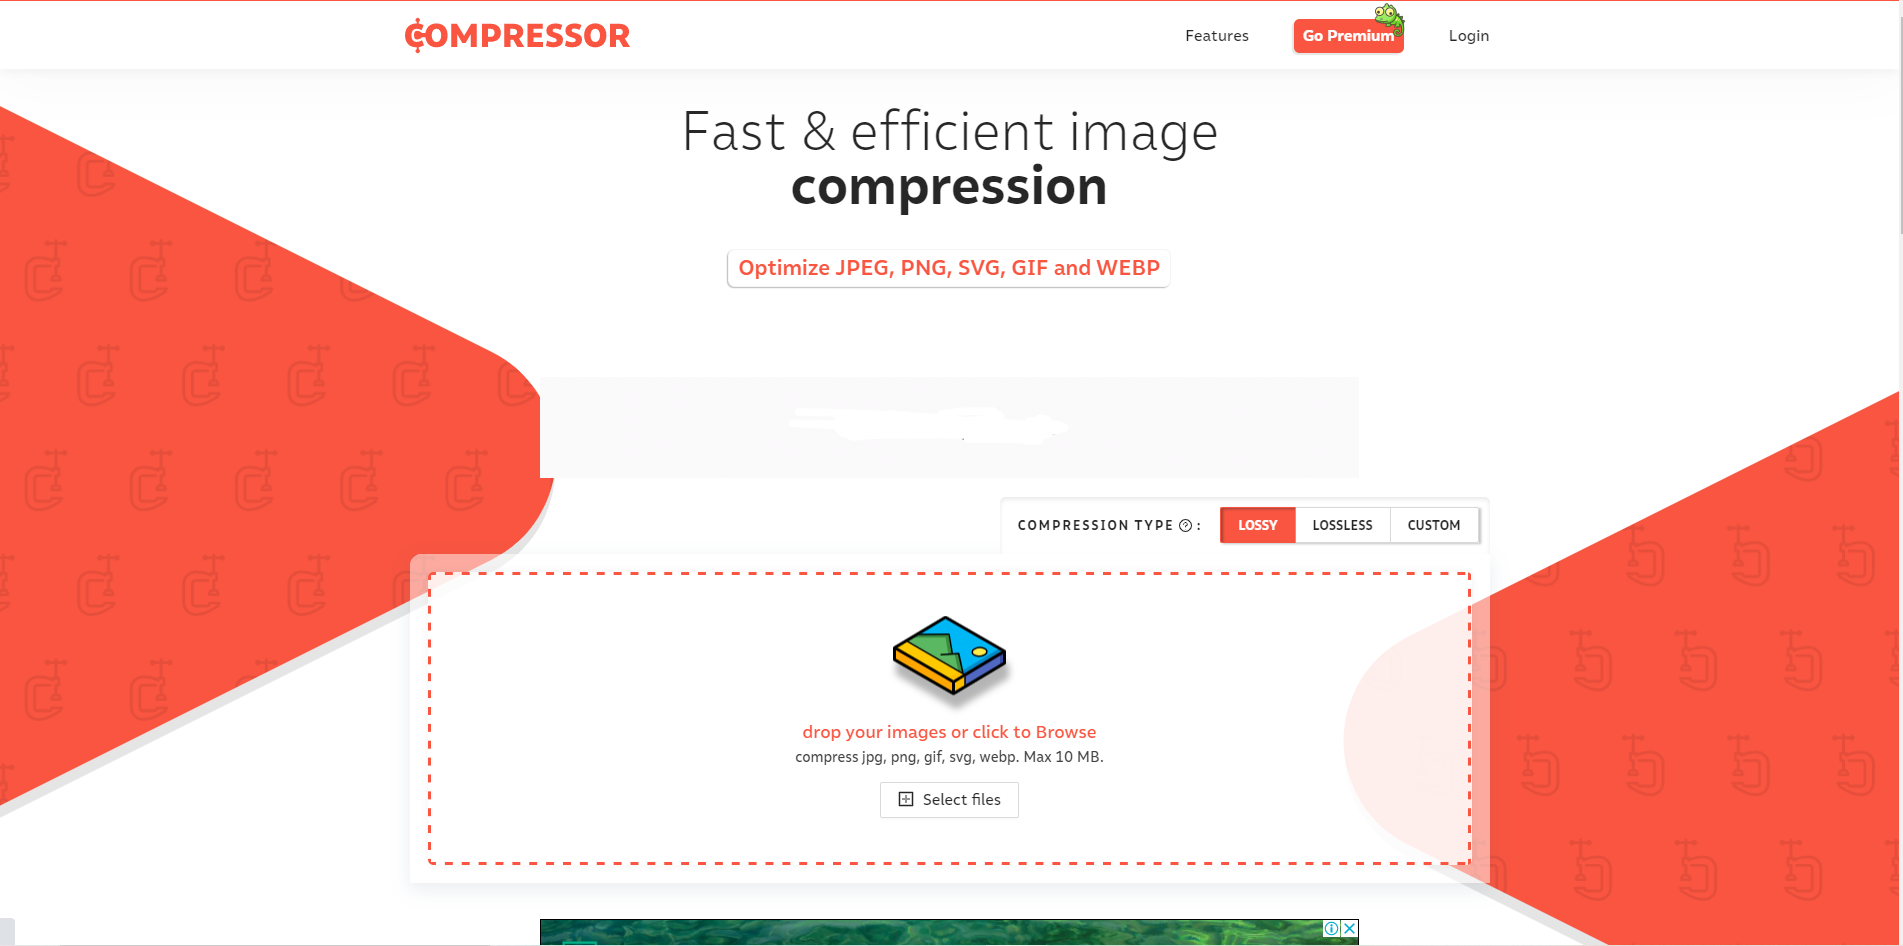 COMPRESSOR
Features
Go Premium
Login
Fast & efficient image
compression
Optimize JPEG, PNG, SVG, GIF and WEBP
COMPRESSION TYPE ? :
LOSSY
LOSSLESS
CUSTOM
drop your images or click to Browse
compress jpg, png, gif, svg, webp. Max 10 MB.
Select files